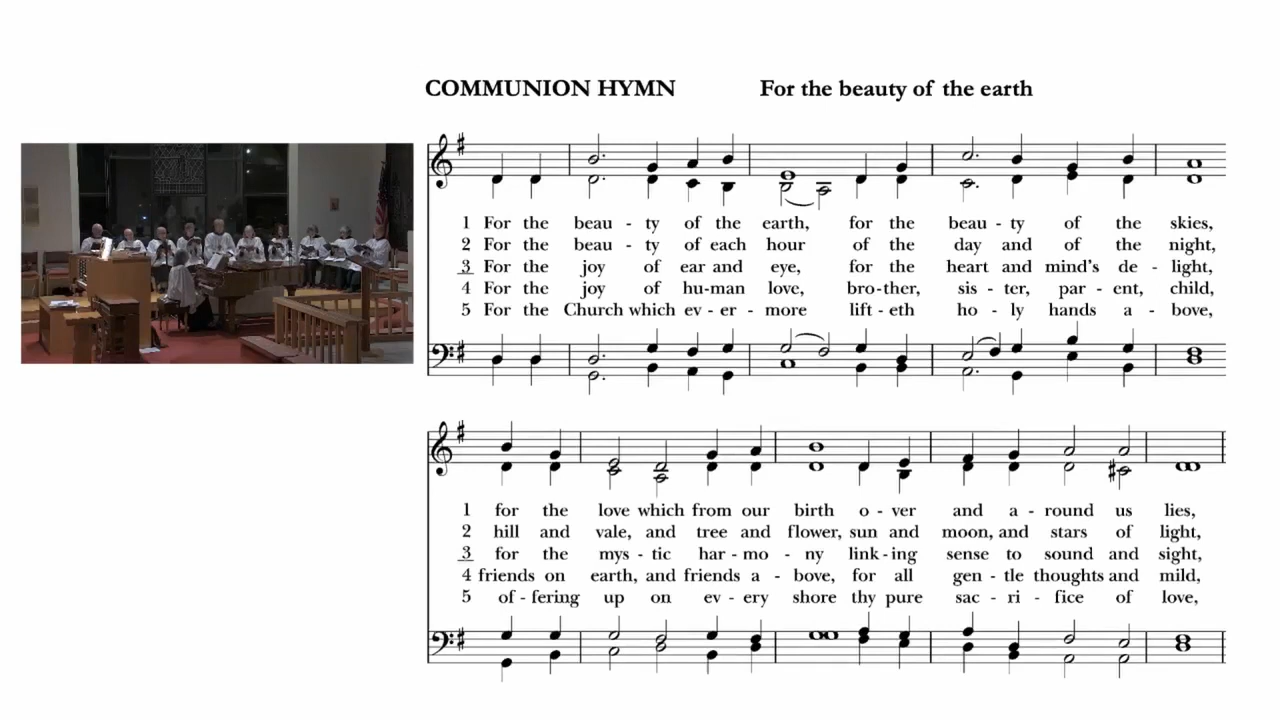 COMMUNION HYMN For the beauty of the earth
1 For the beau - ty of the earth, for the beau - ty of the skies,
2 For the beau - ty of each hour of the day and of the night,
3 For the joy of ear and eye, for the heart and mind's de - light,
4 For the joy of hu-man love, bro-ther, sis - ter, par - ent, child,
5 For the Church which ev - er - more lift - eth ho - ly hands a - bove,
1 for the love which from our birth o - ver and a - round us lies,
2 hill and vale, and tree and flower, sun and moon, and stars of light,
3 for the mys - tic har - mo - ny link - ing sense to sound and sight,
4 friends on earth, and friends a - bove, for all gen - tle thoughts and mild,
5 of - fering up on ev - ery shore thy pure sac - ri - fice of love,